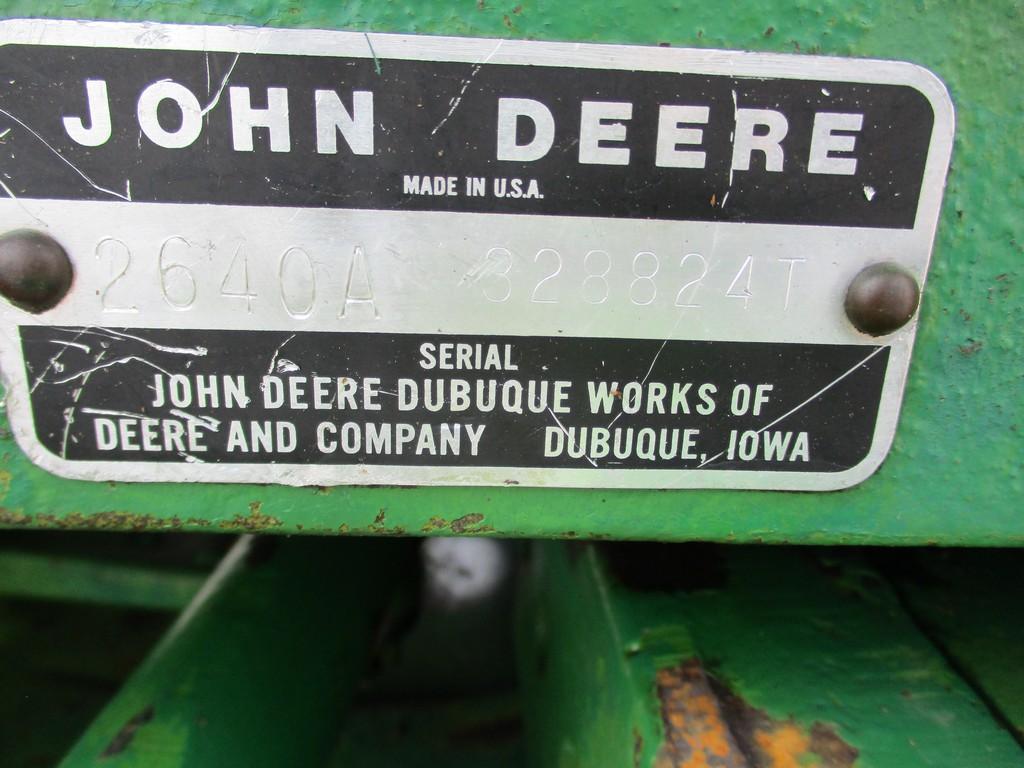 JOHN DEERE
MADE IN U.S.A.
2640A 328824T
SERIAL
JOHN DEERE DUBUQUE WORKS OF
DEERE AND COMPANY DUBUQUE, IOWA